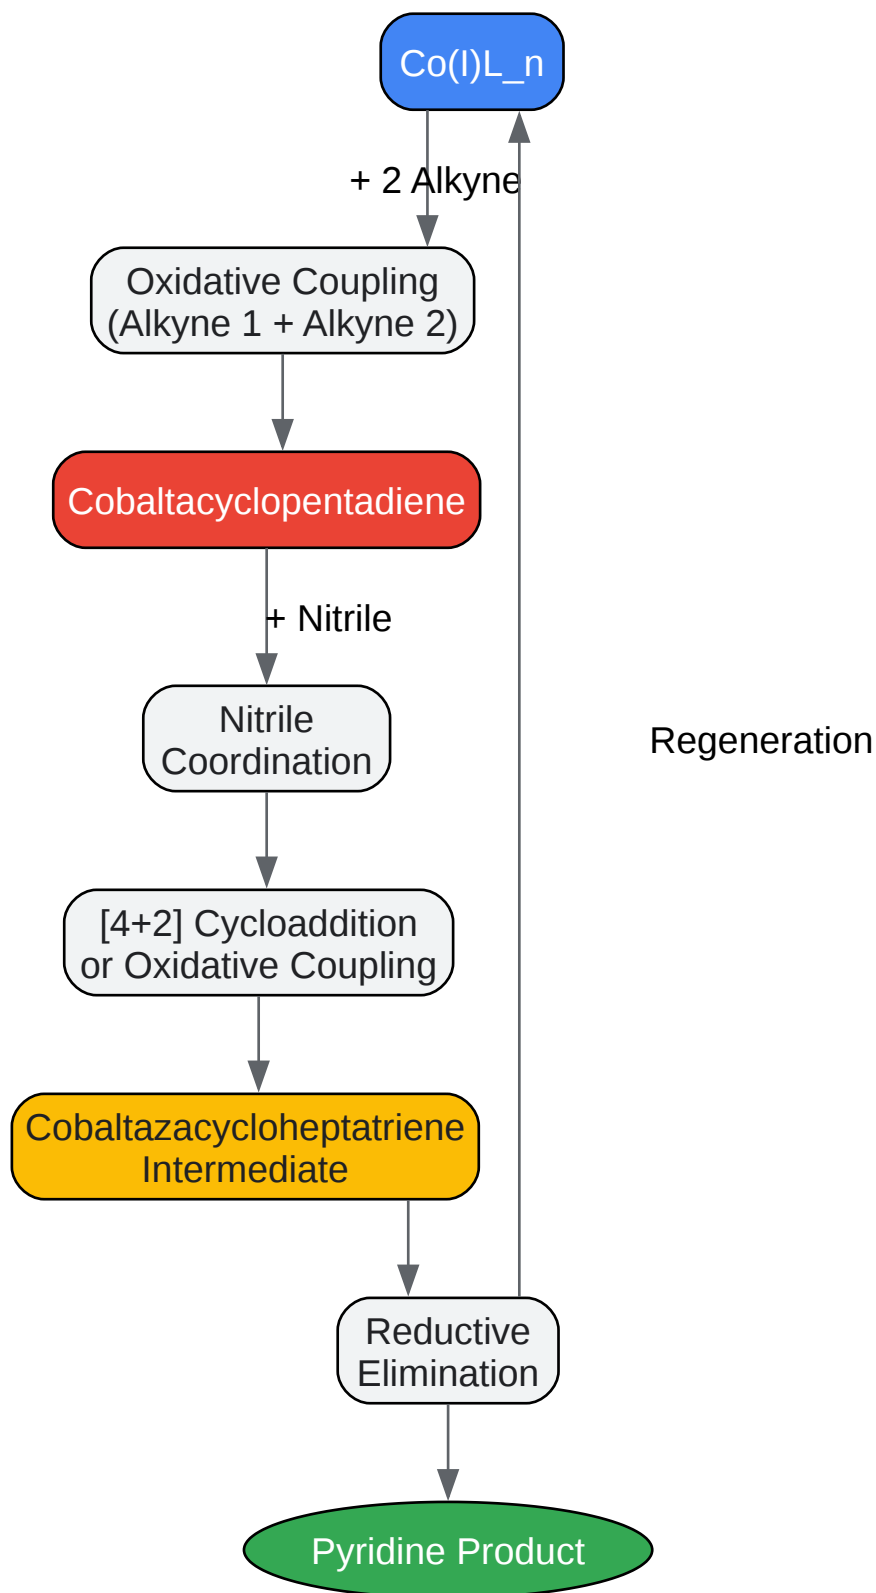 Co(I)L_n
+ 2 Alkyne
Oxidative Coupling
(Alkyne 1 + Alkyne 2)
Cobaltacyclopentadiene
+ Nitrile
Nitrile
Coordination
Regeneration
[4+2] Cycloaddition
or Oxidative Coupling
Cobaltazacycloheptatriene
Intermediate
Reductive
Elimination
Pyridine Product